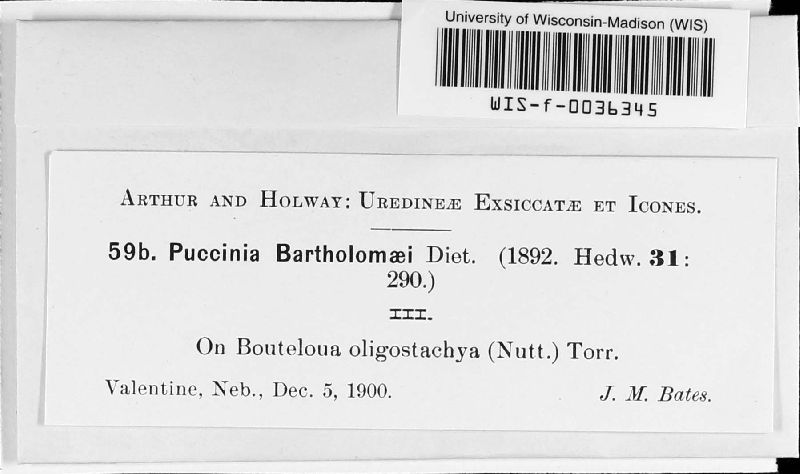 University of Wisconsin-Madison (WIS)
WIS-f-0036345
ARTHUR AND HOLWAY: UREDINEÆ EXSICCATÆ ET ICONES.
59b. Puccinia Bartholomæi Diet. (1892. Hedw. 31:
290.)
III.
On Bouteloua oligostachya (Nutt.) Torr.
Valentine, Neb., Dec. 5, 1900. J. M. Bates.